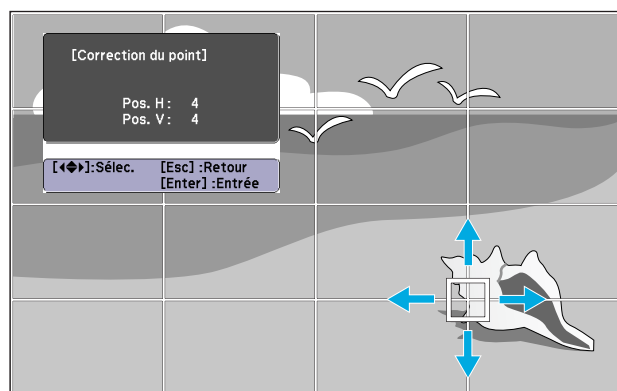 [Correction du point]
Pos. H: 4
Pos. V: 4
[◀◆▶]:Sélec. [Esc] :Retour
[Enter] :Entrée